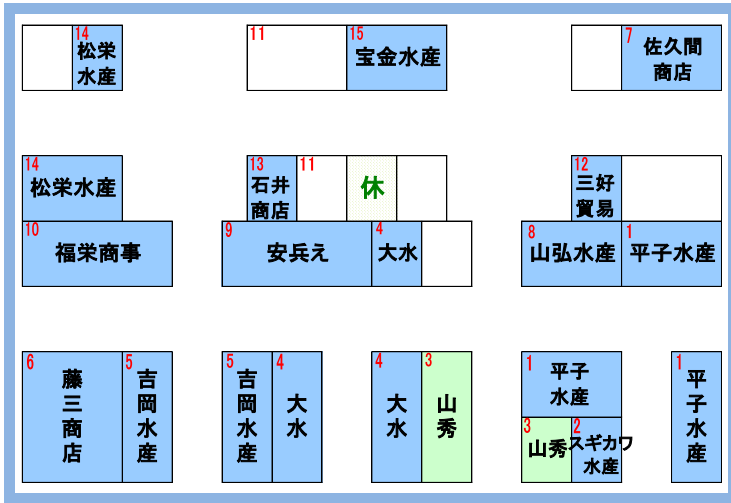 14
松栄
水産
11
15
宝金水産
7
佐久間
商店
14
松栄水産
13
石井
商店
11
休
12
三好
貿易
10
福栄商事
9
安兵え
4
大水
8
山弘水産
1
平子水産
6
藤三商店
5
吉岡水産
5
吉岡水産
4
大水
4
大水
3
山秀
1
平子
水産
3
山秀
2
スギカワ
水産
1
平子水産